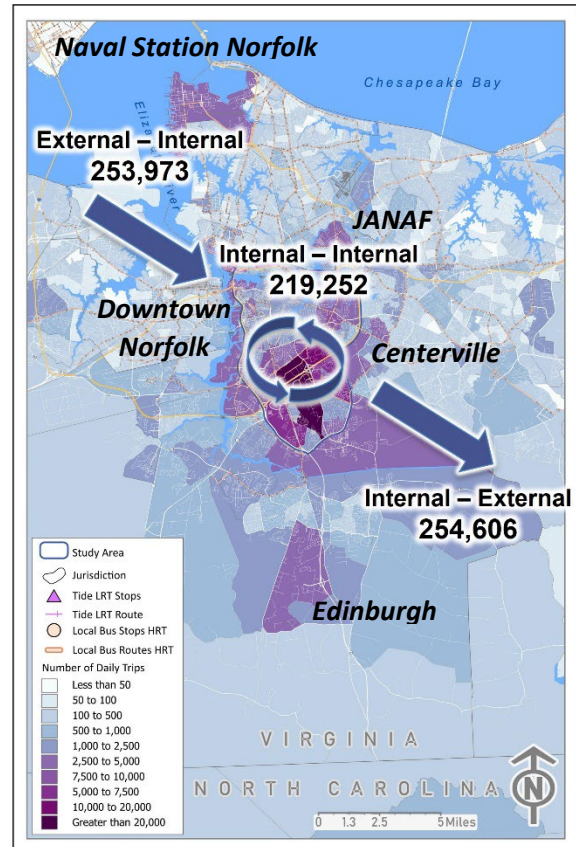 Naval Station Norfolk
Chesapeake Bay
Elizabeth River
External – Internal
253,973
JANAF
Internal – Internal
219,252
Downtown
Norfolk
Centerville
Internal – External
254,606
Edinburgh
Study Area
Jurisdiction
Tide LRT Stops
Tide LRT Route
Local Bus Stops HRT
Local Bus Routes HRT
Number of Daily Trips
Less than 50
50 to 100
100 to 500
500 to 1,000
1,000 to 2,500
2,500 to 5,000
7,500 to 10,000
5,000 to 7,500
10,000 to 20,000
Greater than 20,000
VIRGINIA
NORTH CAROLINA
N
0 1.3 2.5 5 Miles